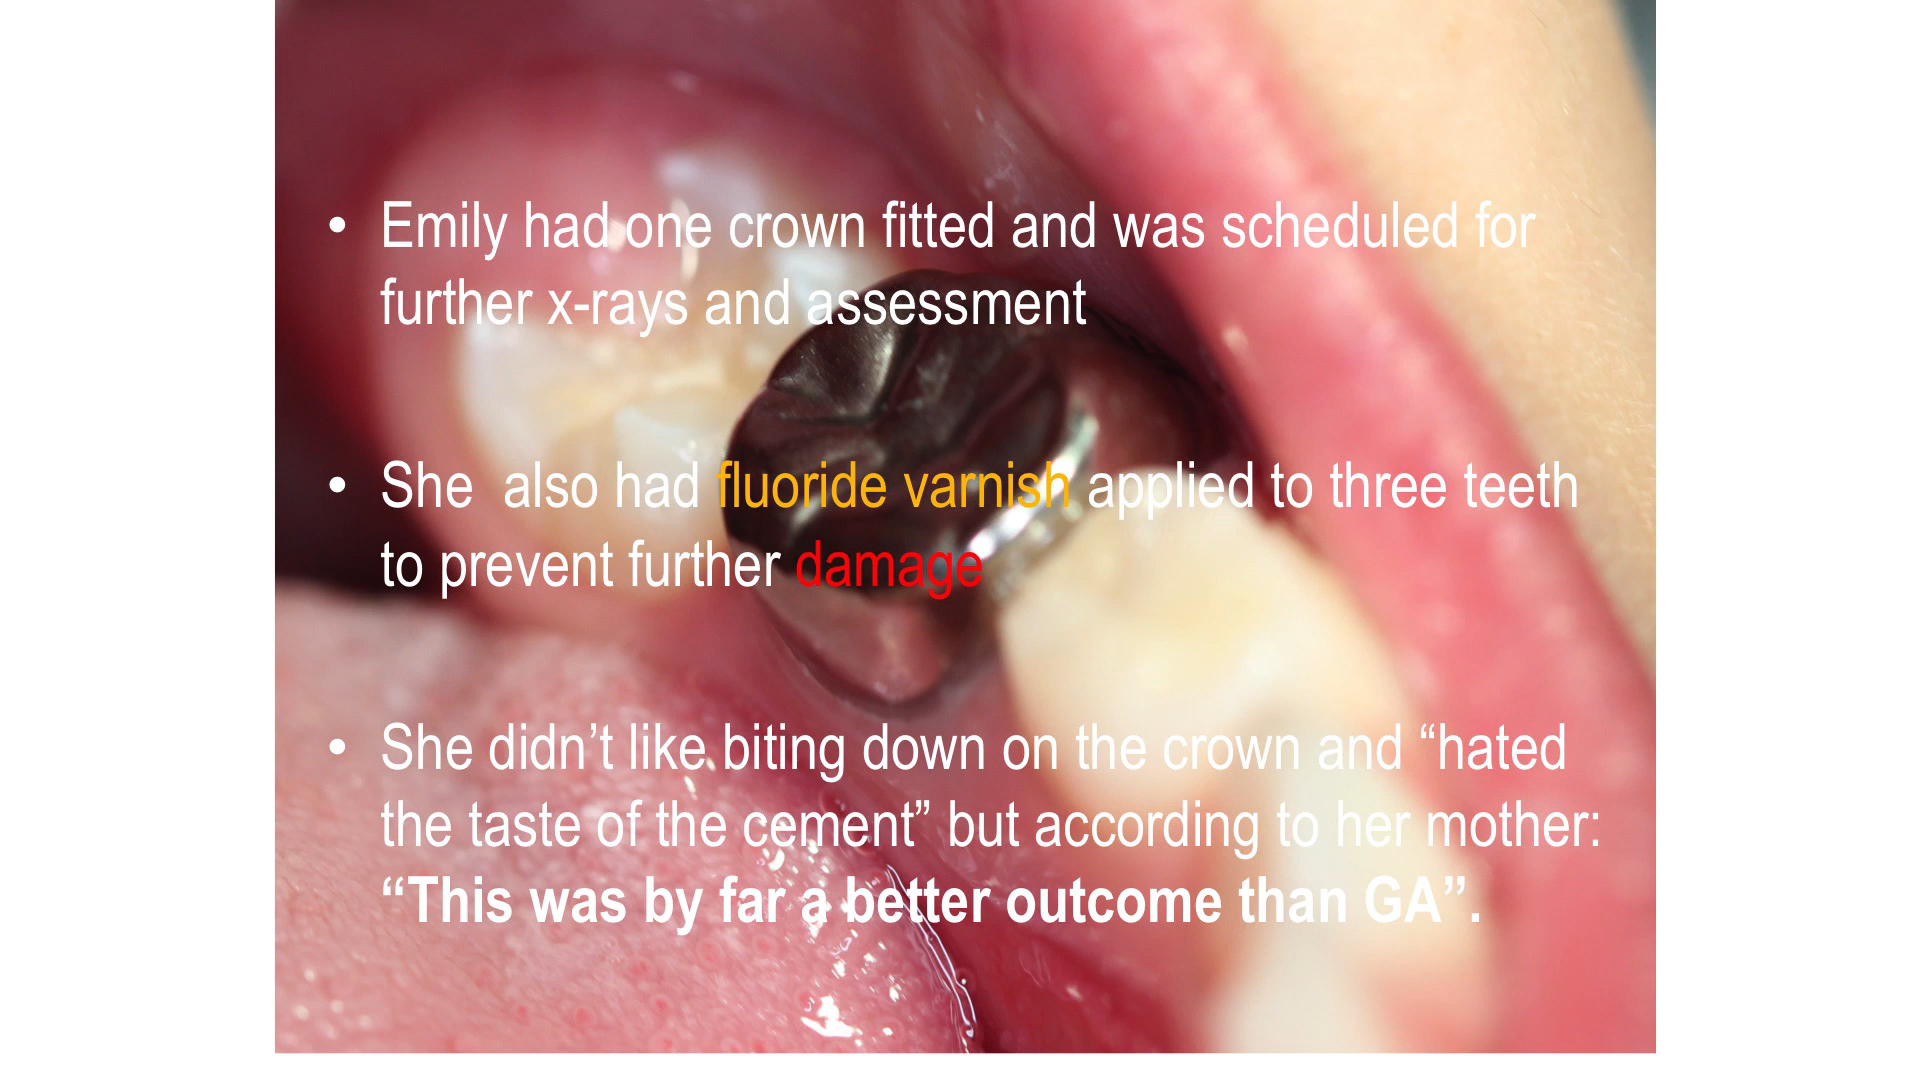 • Emily had one crown fitted and was scheduled for
further x-rays and assessment
• She  also had fluoride varnish applied to three teeth
to prevent further damage
• She didn’t like biting down on the crown and “hated
the taste of the cement” but according to her mother:
“This was by far a better outcome than GA”.